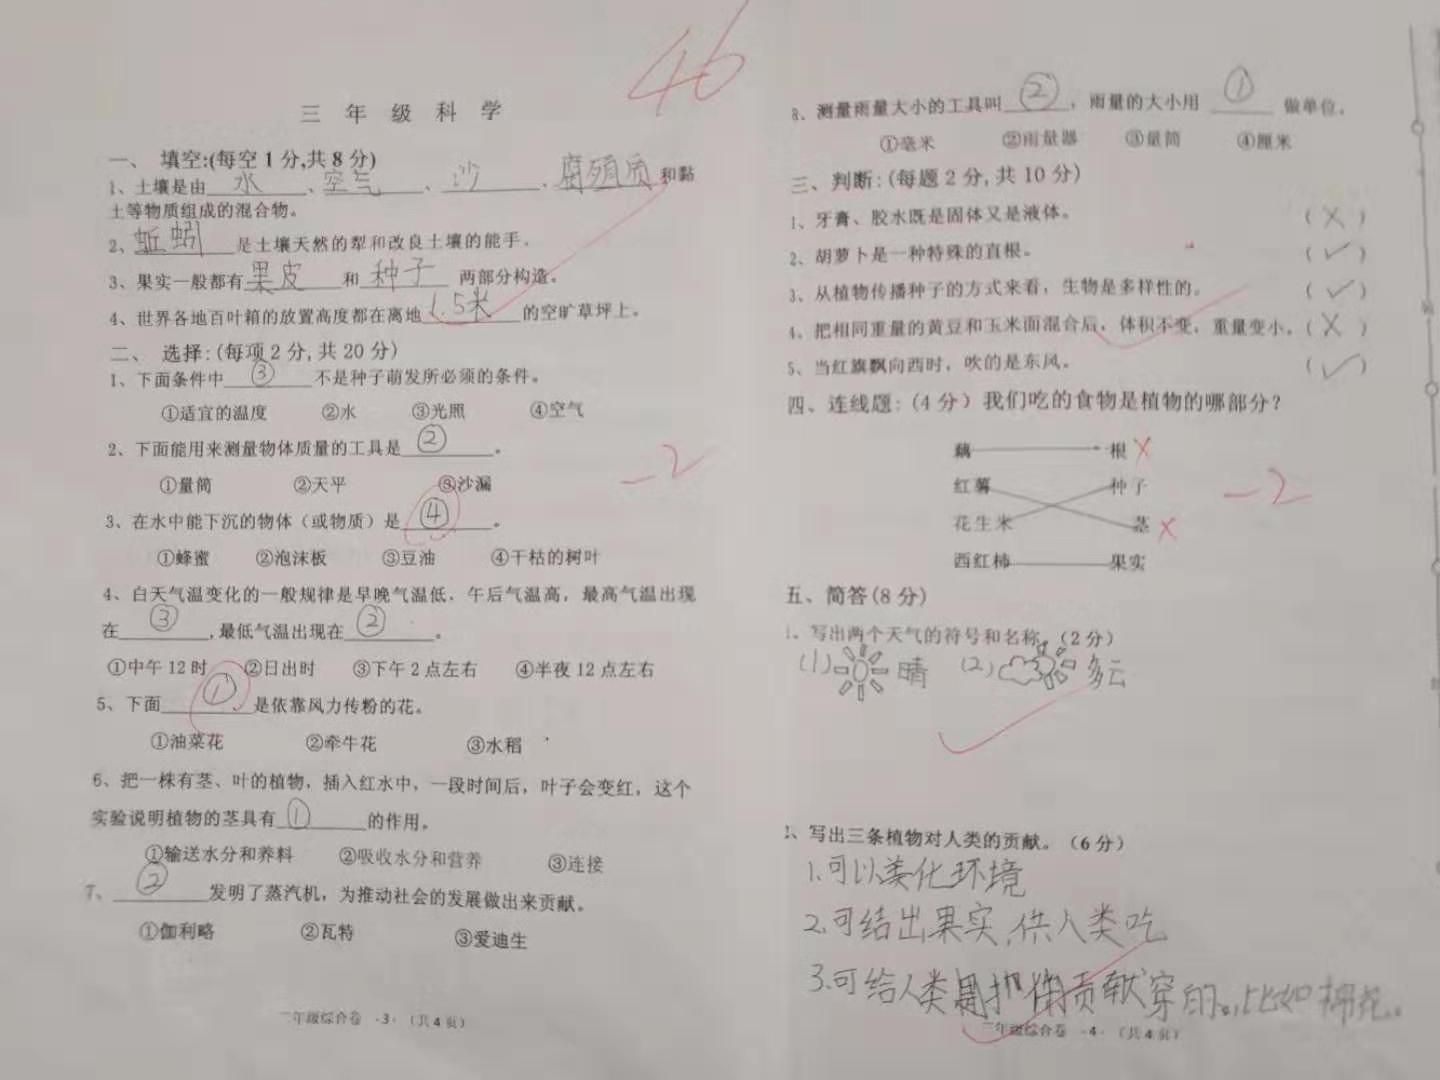 46
三 年 级 科 学
一、 填空:(每空1分,共8分)
1、土壤是由 水 、空气 、 沙 、腐殖质 和黏
土等物质组成的混合物。
2、蚯蚓 是土壤天然的犁和改良土壤的能手。
3、果实一般都有果皮 和 种子 两部分构造。
4、世界各地百叶箱的放置高度都在离地 1.5米 的空旷草坪上。
二、 选择:(每项2分,共20分)
1、下面条件中 ③ 不是种子萌发所必须的条件。
①适宜的温度 ②水 ③光照 ④空气
2、下面能用来测量物体质量的工具是 ② 。
①量筒 ②天平 ③沙漏
-2
3、在水中能下沉的物体（或物质）是 ④ 。
①蜂蜜 ②泡沫板 ③豆油 ④干枯的树叶
4、白天气温变化的一般规律是早晚气温低，午后气温高，最高气温出现
在 ③ ,最低气温出现在 ② 。
①中午12时 ②日出时 ③下午2点左右 ④半夜12点左右
5、下面 ① 是依靠风力传粉的花。
①油菜花 ②牵牛花 ③水稻
6、把一株有茎、叶的植物，插入红水中，一段时间后，叶子会变红，这个
实验说明植物的茎具有 ① 的作用。
①输送水分和养料 ②吸收水分和营养 ③连接
7、 ② 发明了蒸汽机，为推动社会的发展做出来贡献。
①伽利略 ②瓦特 ③爱迪生
三年级综合卷 -3-（共4页）
8、测量雨量大小的工具叫 ② ，雨量的大小用 ① 做单位。
①毫米 ②雨量器 ③量筒 ④厘米
三、判断:(每题2分,共10分)
1、牙膏、胶水既是固体又是液体。 （ × ）
2、胡萝卜是一种特殊的直根。 （ ✓ ）
3、从植物传播种子的方式来看，生物是多样性的。 （ ✓ ）
4、把相同重量的黄豆和玉米面混合后，体积不变，重量变小。（ × ）
5、当红旗飘向西时，吹的是东风。 （ ✓ ）
四、连线题:（4分）我们吃的食物是植物的哪部分?
藕 根 ×
红薯 种子
-2
花生米 茎 ×
西红柿 果实
五、简答(8分)
1、写出两个天气的符号和名称。（2分）
(1) 晴 (2) 多云
2、写出三条植物对人类的贡献。（6分）
1.可以美化环境
2.可结出果实,供人类吃
3.可给人类 贡献穿的。,比如棉花。
三年级综合卷 -4-（共4页）